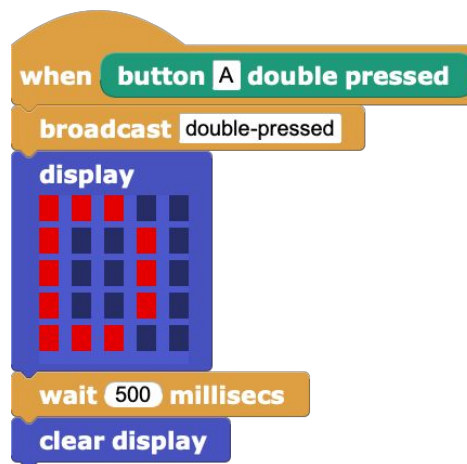 when button A double pressed
broadcast double-pressed
display
wait 500 millisecs
clear display